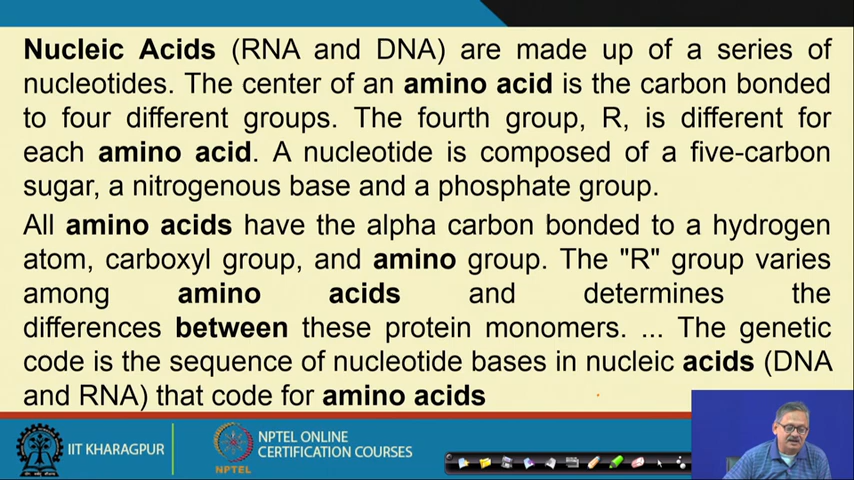 Nucleic Acids (RNA and DNA) are made up of a series of
nucleotides. The center of an amino acid is the carbon bonded
to four different groups. The fourth group, R, is different for
each amino acid. A nucleotide is composed of a five-carbon
sugar, a nitrogenous base and a phosphate group.
All amino acids have the alpha carbon bonded to a hydrogen
atom, carboxyl group, and amino group. The "R" group varies
among amino acids and determines the
differences between these protein monomers. ... The genetic
code is the sequence of nucleotide bases in nucleic acids (DNA
and RNA) that code for amino acids
IIT KHARAGPUR
NPTEL
NPTEL ONLINE
CERTIFICATION COURSES